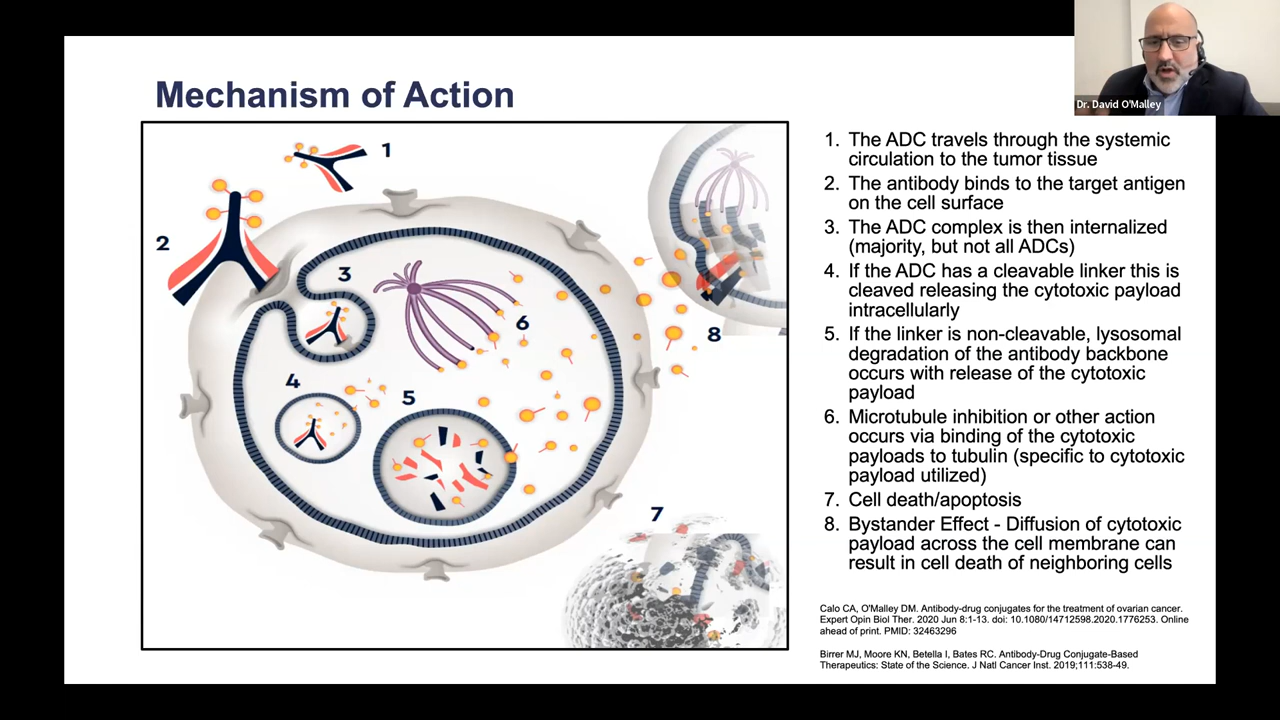 Dr. David O'Malley
Mechanism of Action
1
2
3
4
5
6
7
8
1. The ADC travels through the systemic
circulation to the tumor tissue
2. The antibody binds to the target antigen
on the cell surface
3. The ADC complex is then internalized
(majority, but not all ADCs)
4. If the ADC has a cleavable linker this is
cleaved releasing the cytotoxic payload
intracellularly
5. If the linker is non-cleavable, lysosomal
degradation of the antibody backbone
occurs with release of the cytotoxic
payload
6. Microtubule inhibition or other action
occurs via binding of the cytotoxic
payloads to tubulin (specific to cytotoxic
payload utilized)
7. Cell death/apoptosis
8. Bystander Effect - Diffusion of cytotoxic
payload across the cell membrane can
result in cell death of neighboring cells
Calo CA, O'Malley DM. Antibody-drug conjugates for the treatment of ovarian cancer.
Expert Opin Biol Ther. 2020 Jun 8:1-13. doi: 10.1080/14712598.2020.1776253. Online
ahead of print. PMID: 32463296
Birrer MJ, Moore KN, Betella I, Bates RC. Antibody-Drug Conjugate-Based
Therapeutics: State of the Science. J Natl Cancer Inst. 2019;111:538-49.